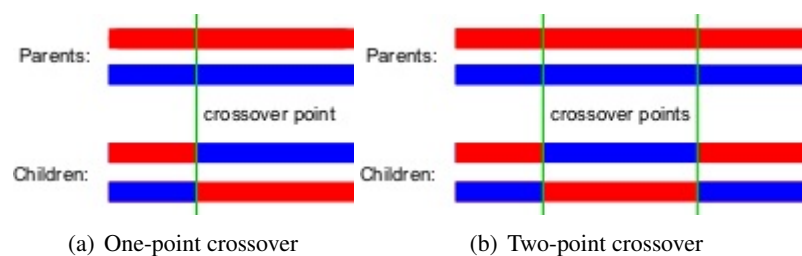 Parents:
crossover point
Children:
(a) One-point crossover
Parents:
crossover points
Children:
(b) Two-point crossover